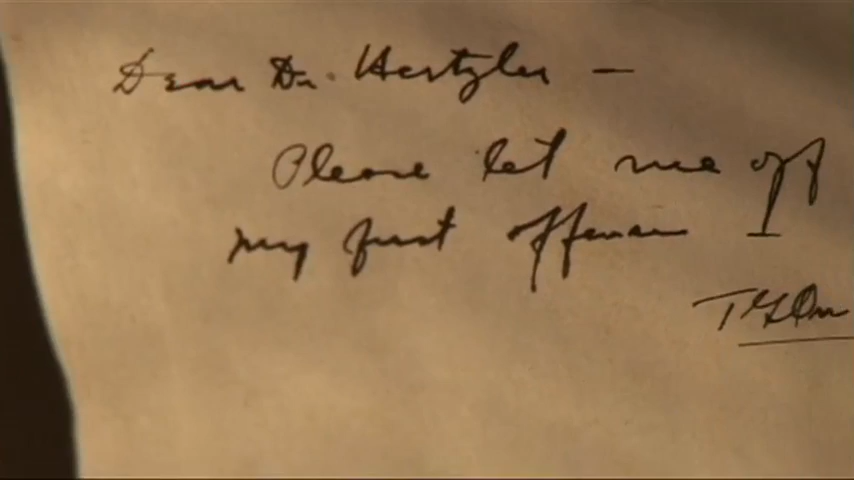 Dear Dr. Hertzler –
Please let me off
my first offense